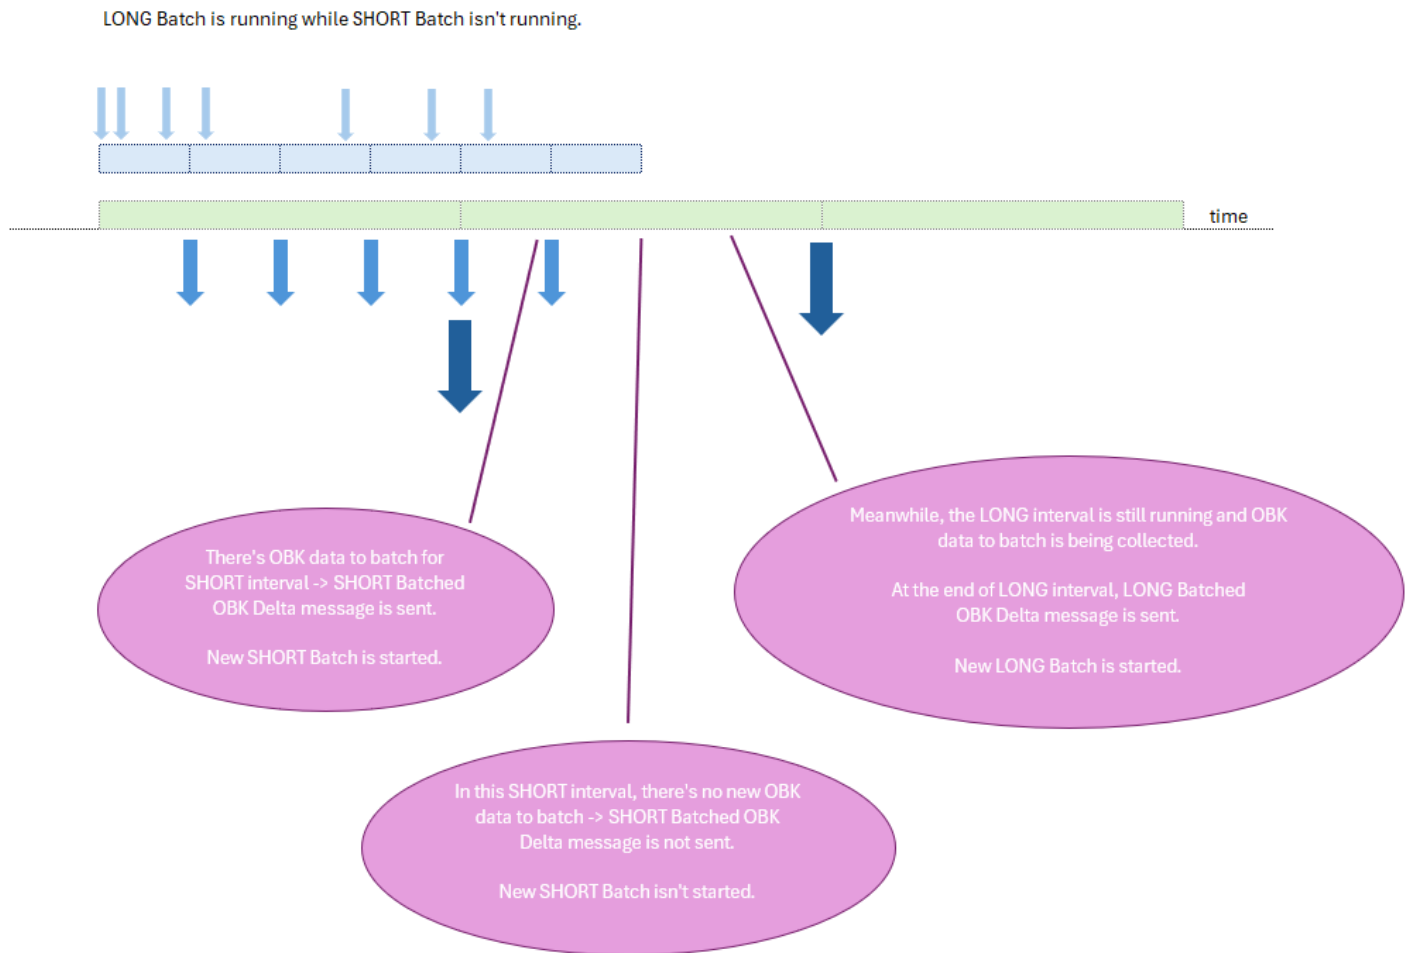 LONG Batch is running while SHORT Batch isn't running.
time
There's OBK data to batch for
SHORT interval -> SHORT Batched
OBK Delta message is sent.
New SHORT Batch is started.
Meanwhile, the LONG interval is still running and OBK
data to batch is being collected.
At the end of LONG interval, LONG Batched
OBK Delta message is sent.
New LONG Batch is started.
In this SHORT interval, there's no new OBK
data to batch -> SHORT Batched OBK
Delta message is not sent.
New SHORT Batch isn't started.